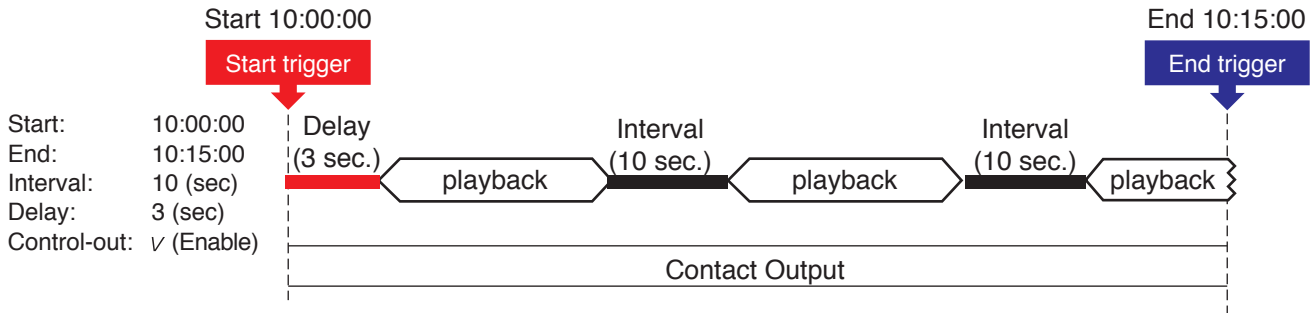 Start 10:00:00
End 10:15:00
Start trigger
End trigger
Start: 10:00:00
End: 10:15:00
Interval: 10 (sec)
Delay: 3 (sec)
Control-out: V (Enable)
Delay
(3 sec.)
Interval
(10 sec.)
Interval
(10 sec.)
playback
playback
playback
Contact Output